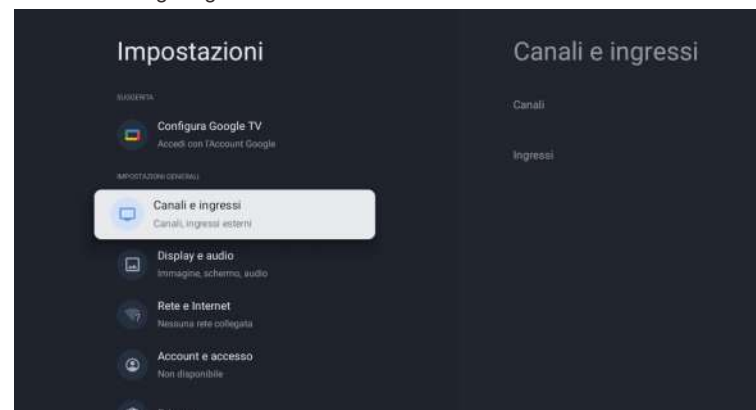 Impostazioni
SUGGERITA
Configura Google TV
Accedi con l'Account Google
IMPOSTAZIONI GENERALI
Canali e ingressi
Canali, ingressi esterni
Display e audio
Immagine, schermo, audio
Rete e Internet
Nessuna rete collegata
Account e accesso
Non disponibile
Canali e ingressi
Canali
Ingressi